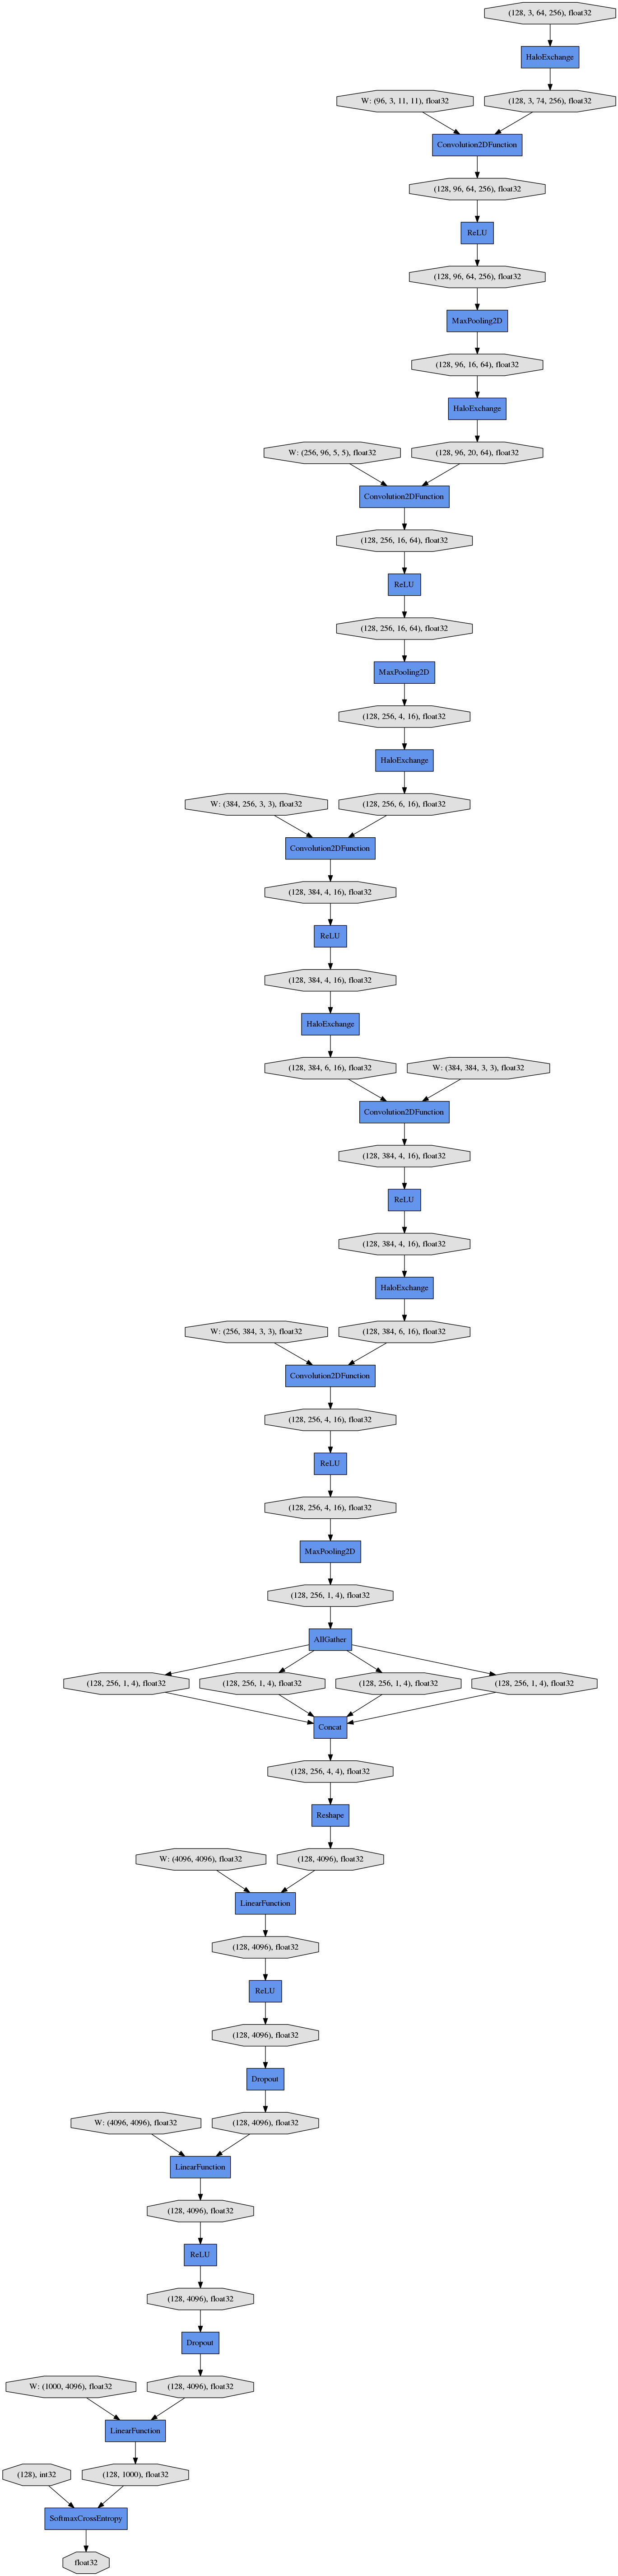 (128, 3, 64, 256), float32
HaloExchange
W: (96, 3, 11, 11), float32
(128, 3, 74, 256), float32
Convolution2DFunction
(128, 96, 64, 256), float32
ReLU
(128, 96, 64, 256), float32
MaxPooling2D
(128, 96, 16, 64), float32
HaloExchange
W: (256, 96, 5, 5), float32
(128, 96, 20, 64), float32
Convolution2DFunction
(128, 256, 16, 64), float32
ReLU
(128, 256, 16, 64), float32
MaxPooling2D
(128, 256, 4, 16), float32
HaloExchange
W: (384, 256, 3, 3), float32
(128, 256, 6, 16), float32
Convolution2DFunction
(128, 384, 4, 16), float32
ReLU
(128, 384, 4, 16), float32
HaloExchange
(128, 384, 6, 16), float32
W: (384, 384, 3, 3), float32
Convolution2DFunction
(128, 384, 4, 16), float32
ReLU
(128, 384, 4, 16), float32
HaloExchange
W: (256, 384, 3, 3), float32
(128, 384, 6, 16), float32
Convolution2DFunction
(128, 256, 4, 16), float32
ReLU
(128, 256, 4, 16), float32
MaxPooling2D
(128, 256, 1, 4), float32
AllGather
(128, 256, 1, 4), float32
(128, 256, 1, 4), float32
(128, 256, 1, 4), float32
(128, 256, 1, 4), float32
Concat
(128, 256, 4, 4), float32
Reshape
W: (4096, 4096), float32
(128, 4096), float32
LinearFunction
(128, 4096), float32
ReLU
(128, 4096), float32
Dropout
W: (4096, 4096), float32
(128, 4096), float32
LinearFunction
(128, 4096), float32
ReLU
(128, 4096), float32
Dropout
W: (1000, 4096), float32
(128, 4096), float32
LinearFunction
(128), int32
(128, 1000), float32
SoftmaxCrossEntropy
float32